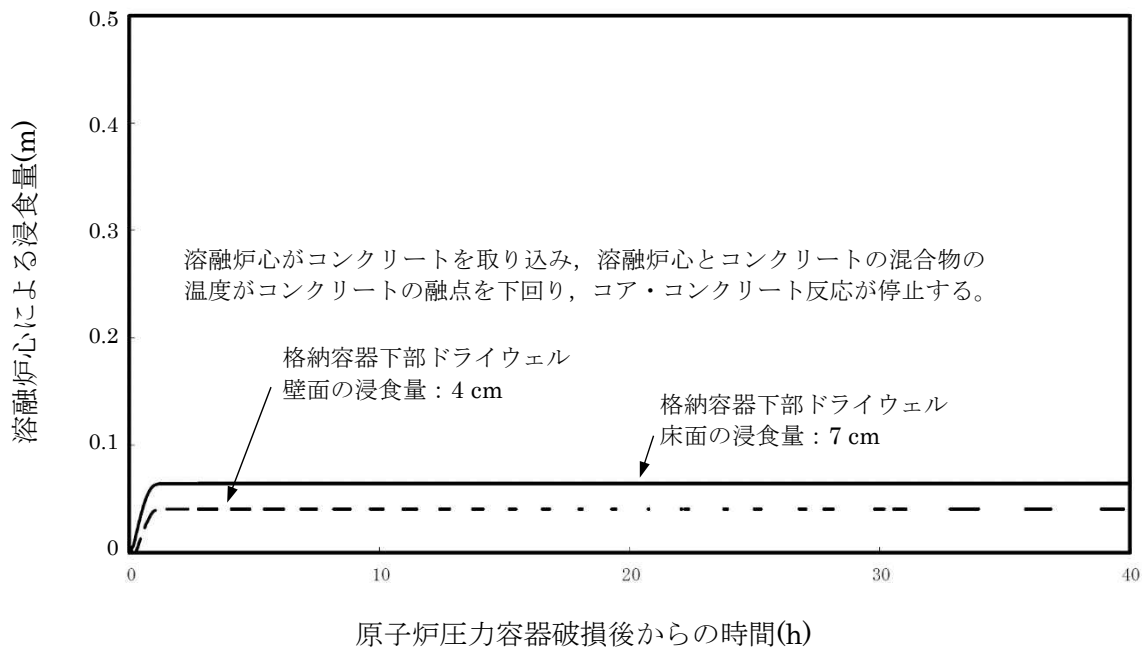 0.5
0.4
0.3
0.2
0.1
0
溶融炉心による浸食量(m)
溶融炉心がコンクリートを取り込み，溶融炉心とコンクリートの混合物の
温度がコンクリートの融点を下回り，コア・コンクリート反応が停止する。
格納容器下部ドライウェル
壁面の浸食量：4 cm
格納容器下部ドライウェル
床面の浸食量：7 cm
0 10 20 30 40
原子炉圧力容器破損後からの時間(h)